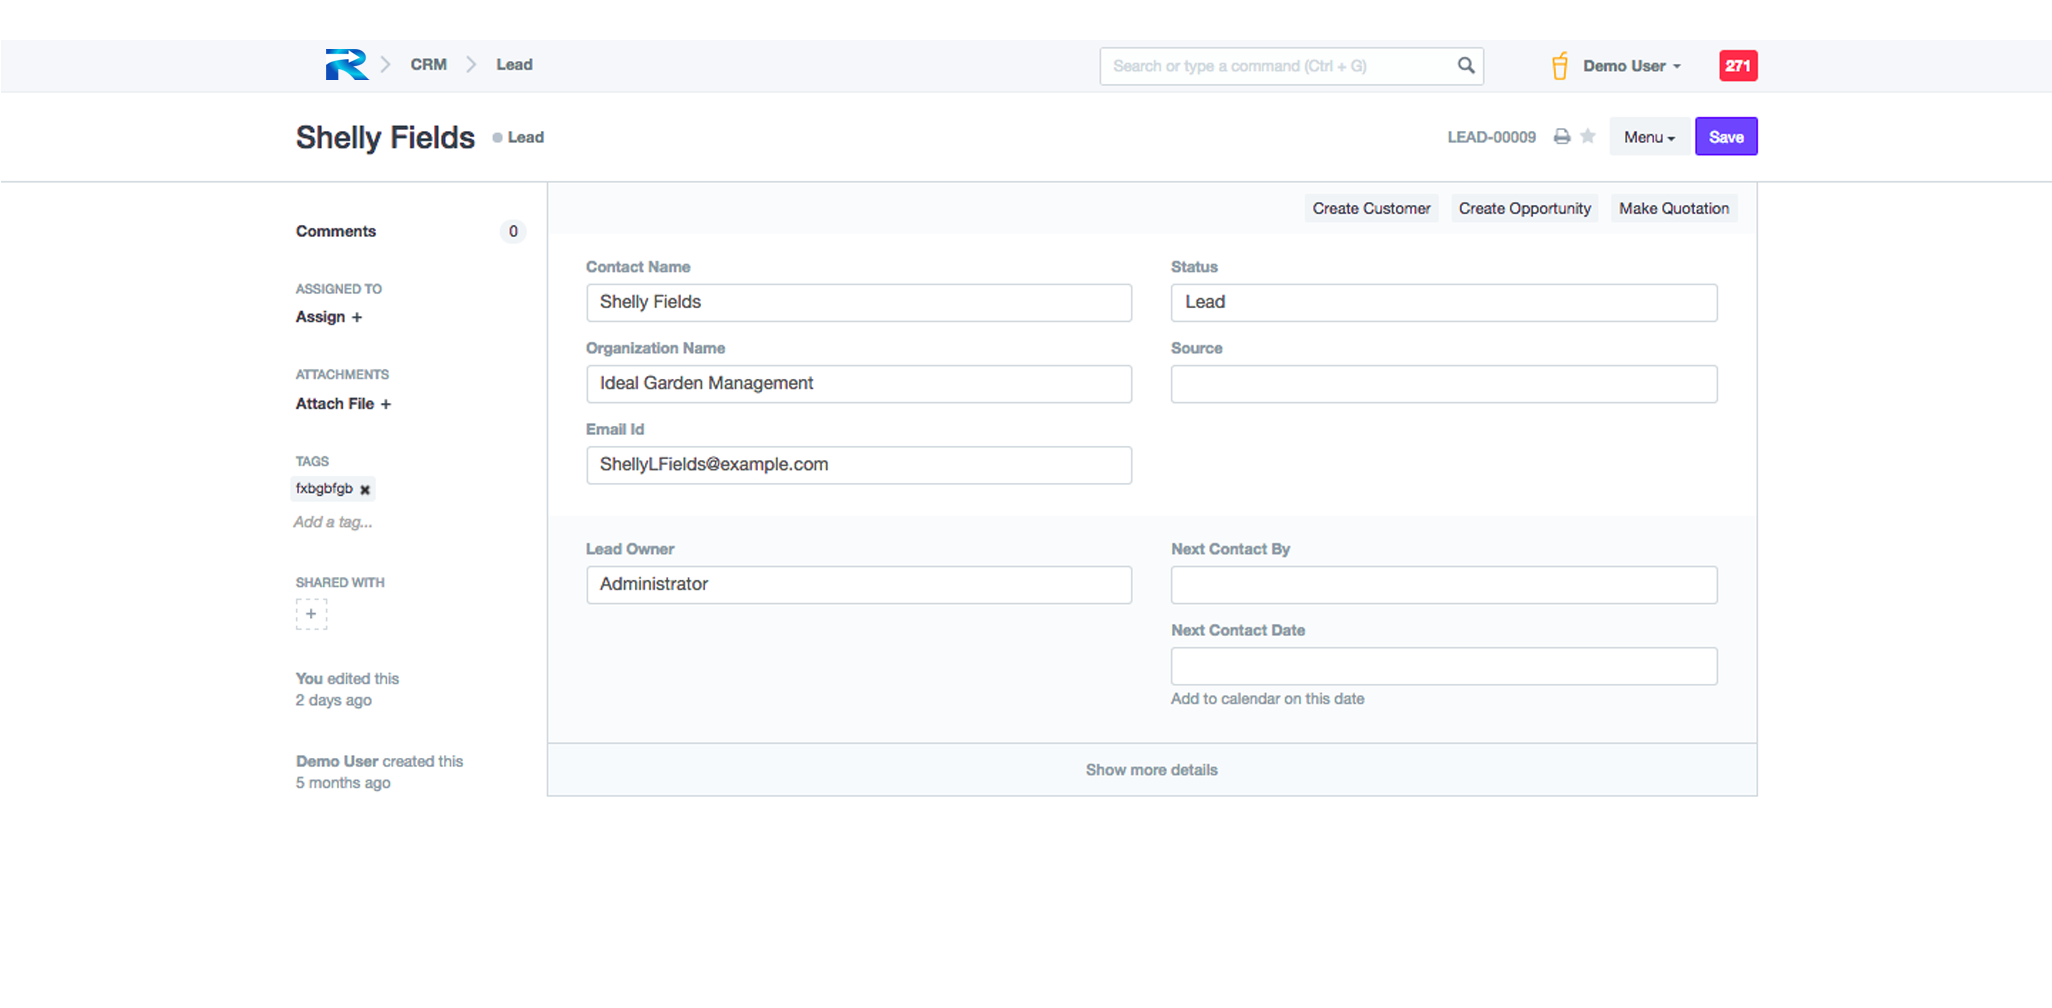 CRM
Lead
Search or type a command (Ctrl + G)
Demo User
271
Shelly Fields
Lead
LEAD-00009
Menu
Save
Comments
0
ASSIGNED TO
Assign +
ATTACHMENTS
Attach File +
TAGS
fxbgbfgb ✖
Add a tag...
SHARED WITH
+
You edited this
2 days ago
Demo User created this
5 months ago
Create Customer
Create Opportunity
Make Quotation
Contact Name
Shelly Fields
Organization Name
Ideal Garden Management
Email Id
ShellyLFields@example.com
Status
Lead
Source
Lead Owner
Administrator
Next Contact By
Next Contact Date
Add to calendar on this date
Show more details